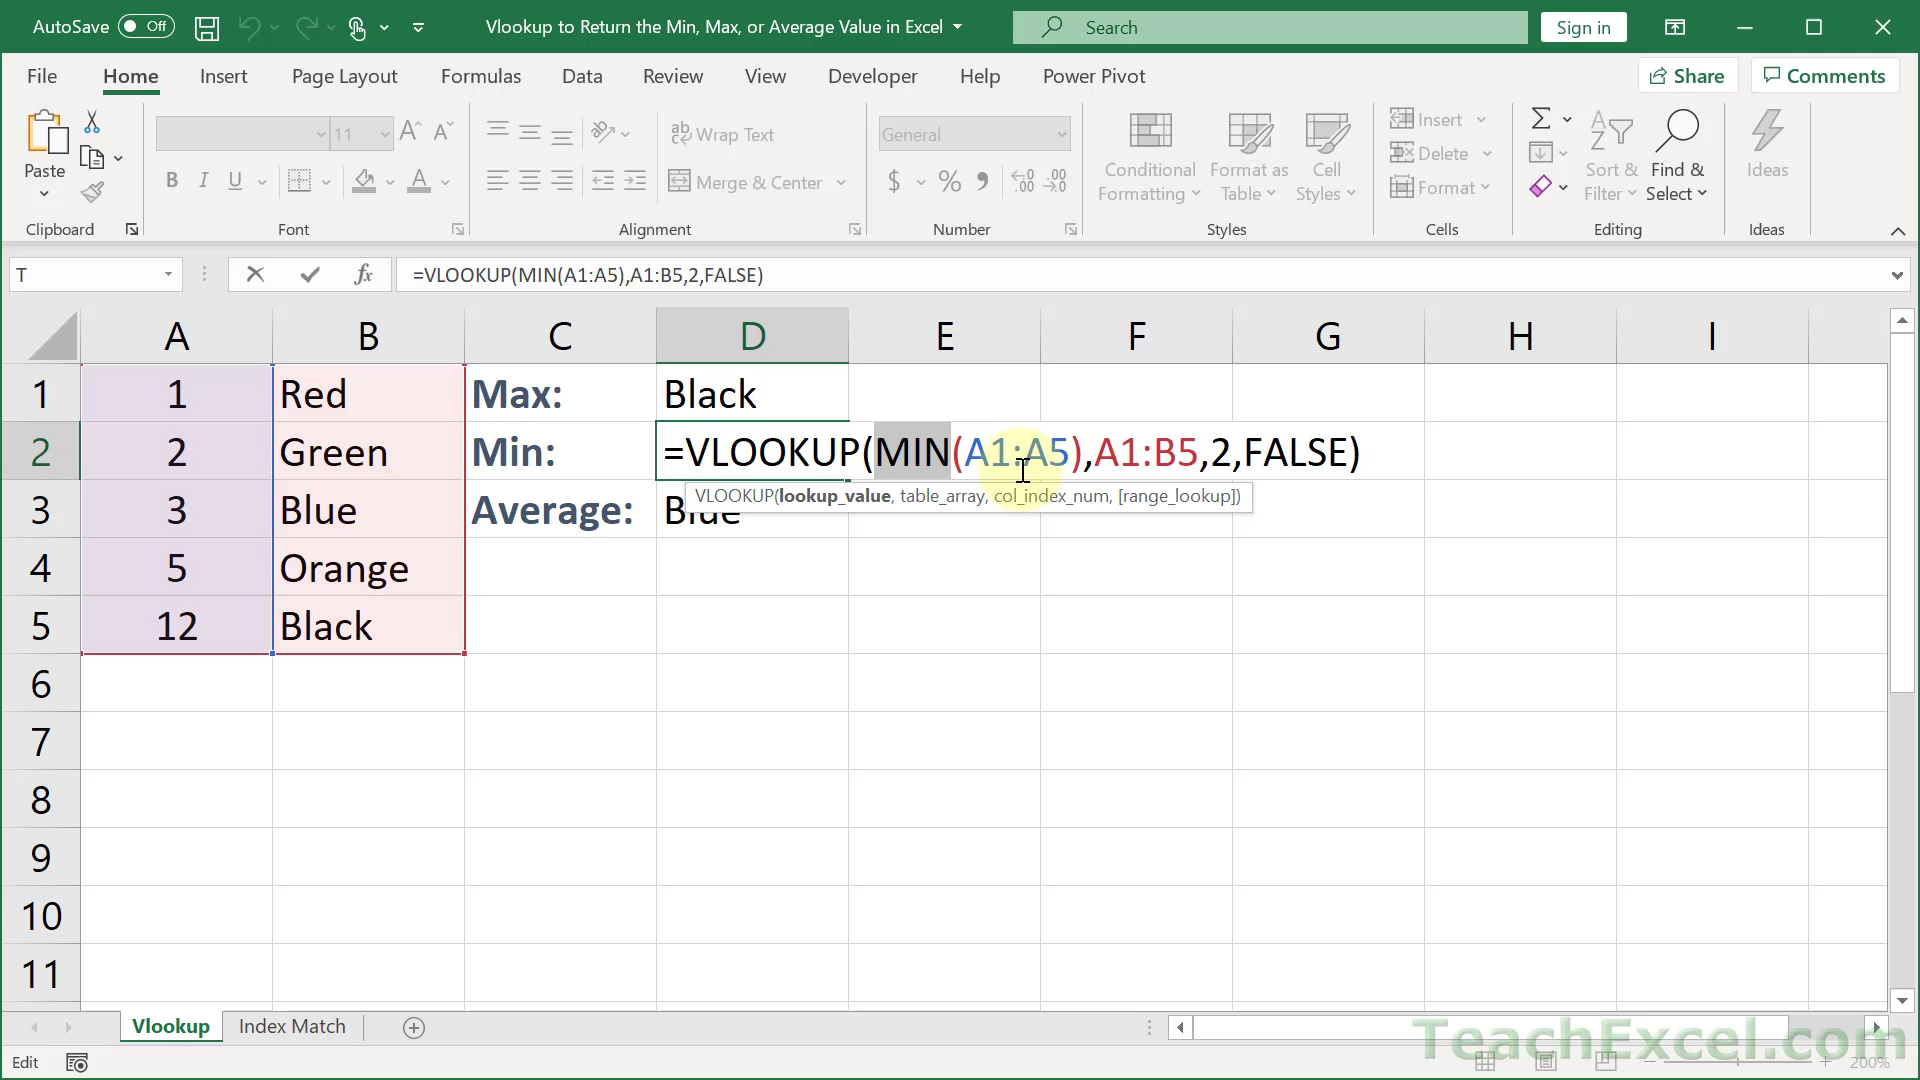 AutoSave Off Vlookup to Return the Min, Max, or Average Value in Excel Search Sign in
File Home Insert Page Layout Formulas Data Review View Developer Help Power Pivot Share Comments
Paste
Clipboard
11 A A
B I U A
Font
ab Wrap Text
Merge & Center
Alignment
General
$ % 9 .00 .00
Number
Conditional Formatting
Format as Table
Cell Styles
Styles
Insert
Delete
Format
Cells
Sort & Filter
Find & Select
Editing
Ideas
Ideas
T fx =VLOOKUP(MIN(A1:A5),A1:B5,2,FALSE)
A B C D E F G H I
1 1 Red Max: Black
2 2 Green Min: =VLOOKUP(MIN(A1:A5),A1:B5,2,FALSE)
VLOOKUP(lookup_value, table_array, col_index_num, [range_lookup])
3 3 Blue Average: Blue
4 5 Orange
5 12 Black
6
7
8
9
10
11
Vlookup Index Match
TeachExcel.com
Edit 200%